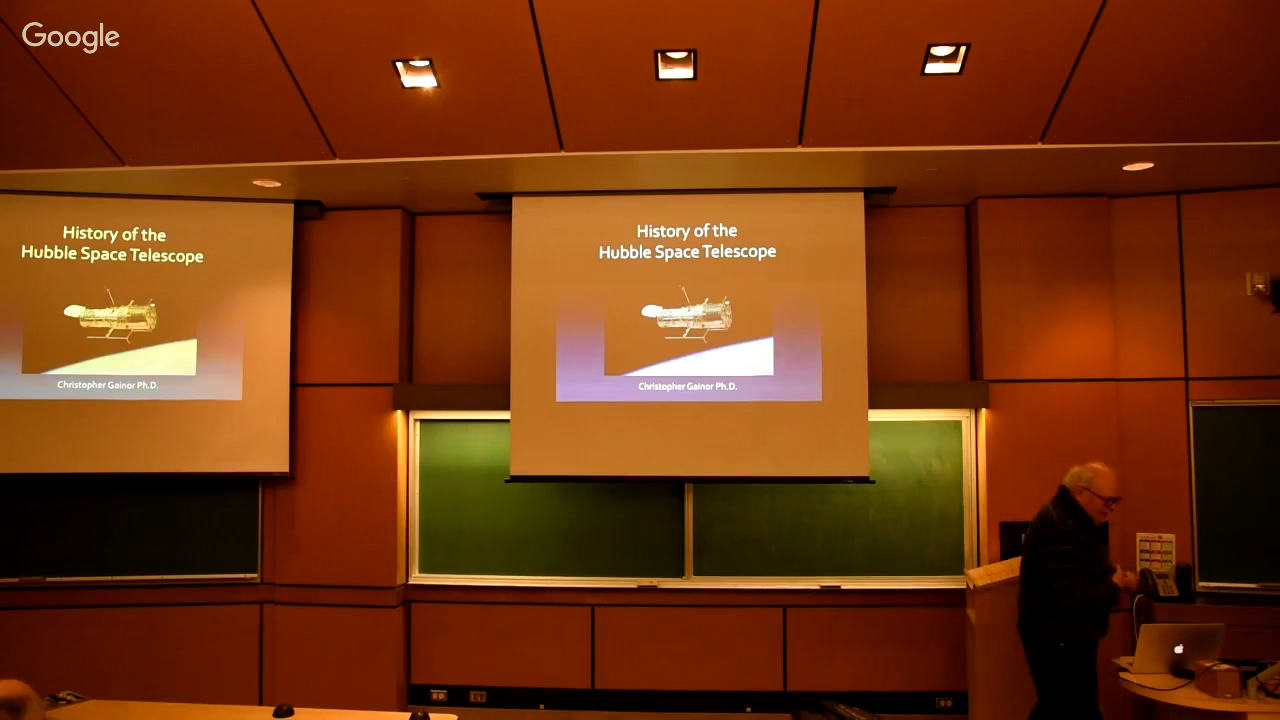 Google
History of the
Hubble Space Telescope
Christopher Gainor Ph.D.
History of the
Hubble Space Telescope
Christopher Gainor Ph.D.